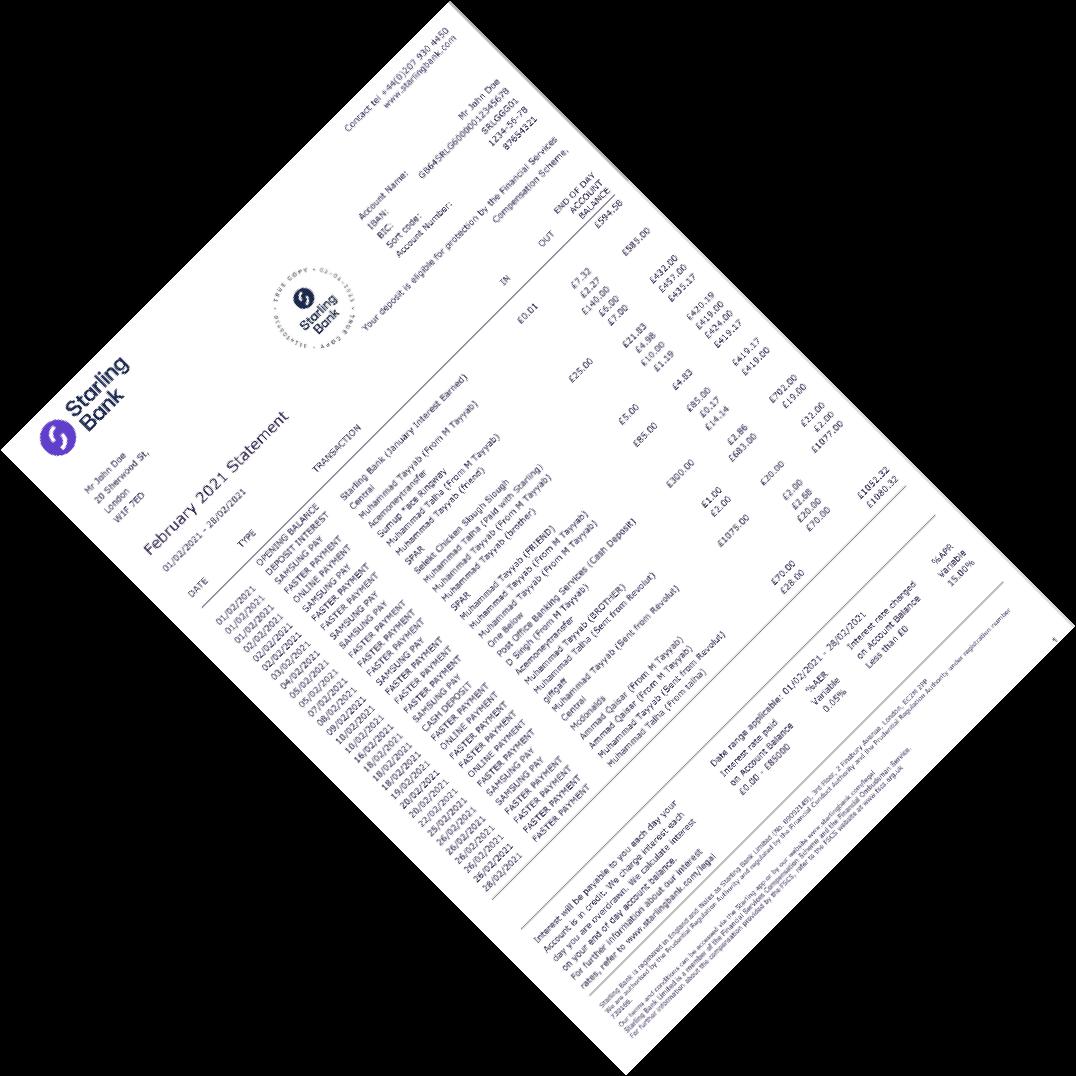 Starling Bank
Contact tel +44(0)207 930 4450
www.starlingbank.com
Mr John Doe
20 Sherwood St,
London
W1F 7ED
TRUE COPY • 02-06-2023 • TRUE COPY •
Starling Bank
Account Name: Mr John Doe
IBAN: GB64SRLG60000012345678
BIC: SRLGGG01
Sort code: 1234-56-78
Account Number: 87654321
Your deposit is eligible for protection by the Financial Services
Compensation Scheme.
February 2021 Statement
01/02/2021 - 28/02/2021
DATE
TYPE
TRANSACTION
IN
OUT
END OF DAY
ACCOUNT
BALANCE
01/02/2021
01/02/2021
01/02/2021
02/02/2021
02/02/2021
03/02/2021
04/02/2021
05/02/2021
05/02/2021
07/02/2021
08/02/2021
09/02/2021
10/02/2021
10/02/2021
16/02/2021
18/02/2021
18/02/2021
18/02/2021
19/02/2021
20/02/2021
20/02/2021
22/02/2021
25/02/2021
26/02/2021
26/02/2021
26/02/2021
26/02/2021
28/02/2021
OPENING BALANCE
DEPOSIT INTEREST
SAMSUNG PAY
FASTER PAYMENT
ONLINE PAYMENT
SAMSUNG PAY
FASTER PAYMENT
FASTER PAYMENT
SAMSUNG PAY
SAMSUNG PAY
FASTER PAYMENT
FASTER PAYMENT
FASTER PAYMENT
SAMSUNG PAY
FASTER PAYMENT
FASTER PAYMENT
FASTER PAYMENT
SAMSUNG PAY
CASH DEPOSIT
FASTER PAYMENT
ONLINE PAYMENT
FASTER PAYMENT
FASTER PAYMENT
ONLINE PAYMENT
FASTER PAYMENT
SAMSUNG PAY
SAMSUNG PAY
FASTER PAYMENT
FASTER PAYMENT
FASTER PAYMENT
FASTER PAYMENT
Starling Bank (January Interest Earned)
Central
Muhammad Tayyab (From M Tayyab)
Acemoneytransfer
Sumup *ace Ringarey
Muhammad Talha (From M Tayyab)
Muhammad Tayyab (friend)
SPAR
Selekt Chicken Slough Slough
Muhammad Talha (Paid with Starling)
Muhammad Tayyab (From M Tayyab)
Muhammad Tayyab (brother)
SPAR
Muhammad Tayyab (FRIEND)
Muhammad Tayyab (From M Tayyab)
Muhammad Tayyab (From M Tayyab)
One Below
Post Office Banking Services (Cash Deposit)
D Singh (From M Tayyab)
Acemoneytransfer
Muhammad Tayyab (BROTHER)
Muhammad Talha (Sent from Revolut)
giffgaff
Muhammad Tayyab (Sent from Revolut)
Central
Mcdonalds
Ammad Qaisar (From M Tayyab)
Ammad Qaisar (From M Tayyab)
Muhammad Tayyab (Sent from Revolut)
Muhammad Talha (From talha)
£0.01
£25.00
£5.00
£85.00
£300.00
£1.00
£2.00
£1075.00
£70.00
£28.00
£7.32
£2.27
£140.00
£6.00
£7.00
£21.83
£4.98
£10.00
£1.19
£4.83
£85.00
£0.17
£14.14
£2.86
£683.00
£20.00
£2.00
£2.68
£20.00
£70.00
£594.58
£585.00
£432.00
£457.00
£435.17
£420.19
£419.00
£424.00
£419.17
£419.17
£419.00
£702.00
£19.00
£22.00
£2.00
£1077.00
£1052.32
£1080.32
Interest will be payable to you each day your
Account is in credit. We charge interest each
day you are overdrawn. We calculate interest
on your end of day account balance.
For further information about our interest
rates, refer to www.starlingbank.com/legal
Date range applicable: 01/02/2021 - 28/02/2021
Interest rate paid
on Account Balance
£0.00 - £85000
%AER
Variable
0.05%
Interest rate charged
on Account Balance
Less than £0
%APR
Variable
15.00%
Starling Bank is registered in England and Wales as Starling Bank Limited (No. 09092149), 3rd Floor, 2 Finsbury Avenue, London, EC2M 2PP.
We are authorised by the Prudential Regulation Authority and regulated by the Financial Conduct Authority and the Prudential Regulation Authority under registration number
730166.
Our terms and conditions can be accessed via the Starling app or by our website www.starlingbank.com/legal
Starling Bank Limited is a member of the Financial Services Compensation Scheme and the Financial Ombudsman Service.
For further information about the compensation provided by the FSCS, refer to the FSCS website at www.fscs.org.uk
1